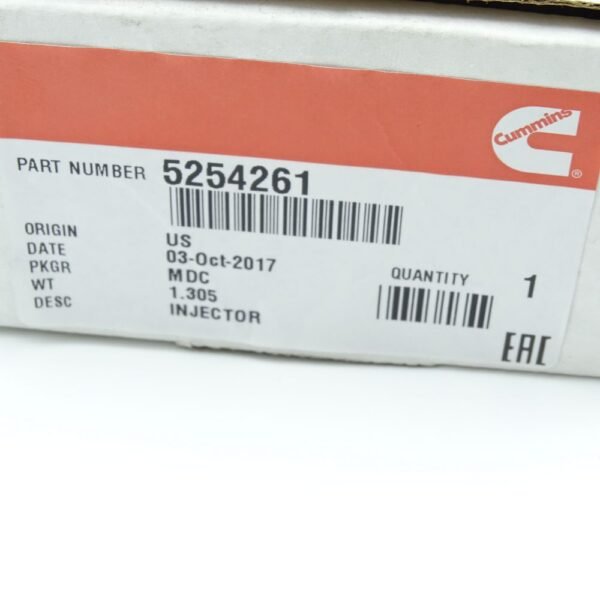 Cummins
®
PART NUMBER 5254261
ORIGIN US
DATE 03-Oct-2017
PKGR MDC
WT 1.305
DESC INJECTOR
QUANTITY 1
EAC